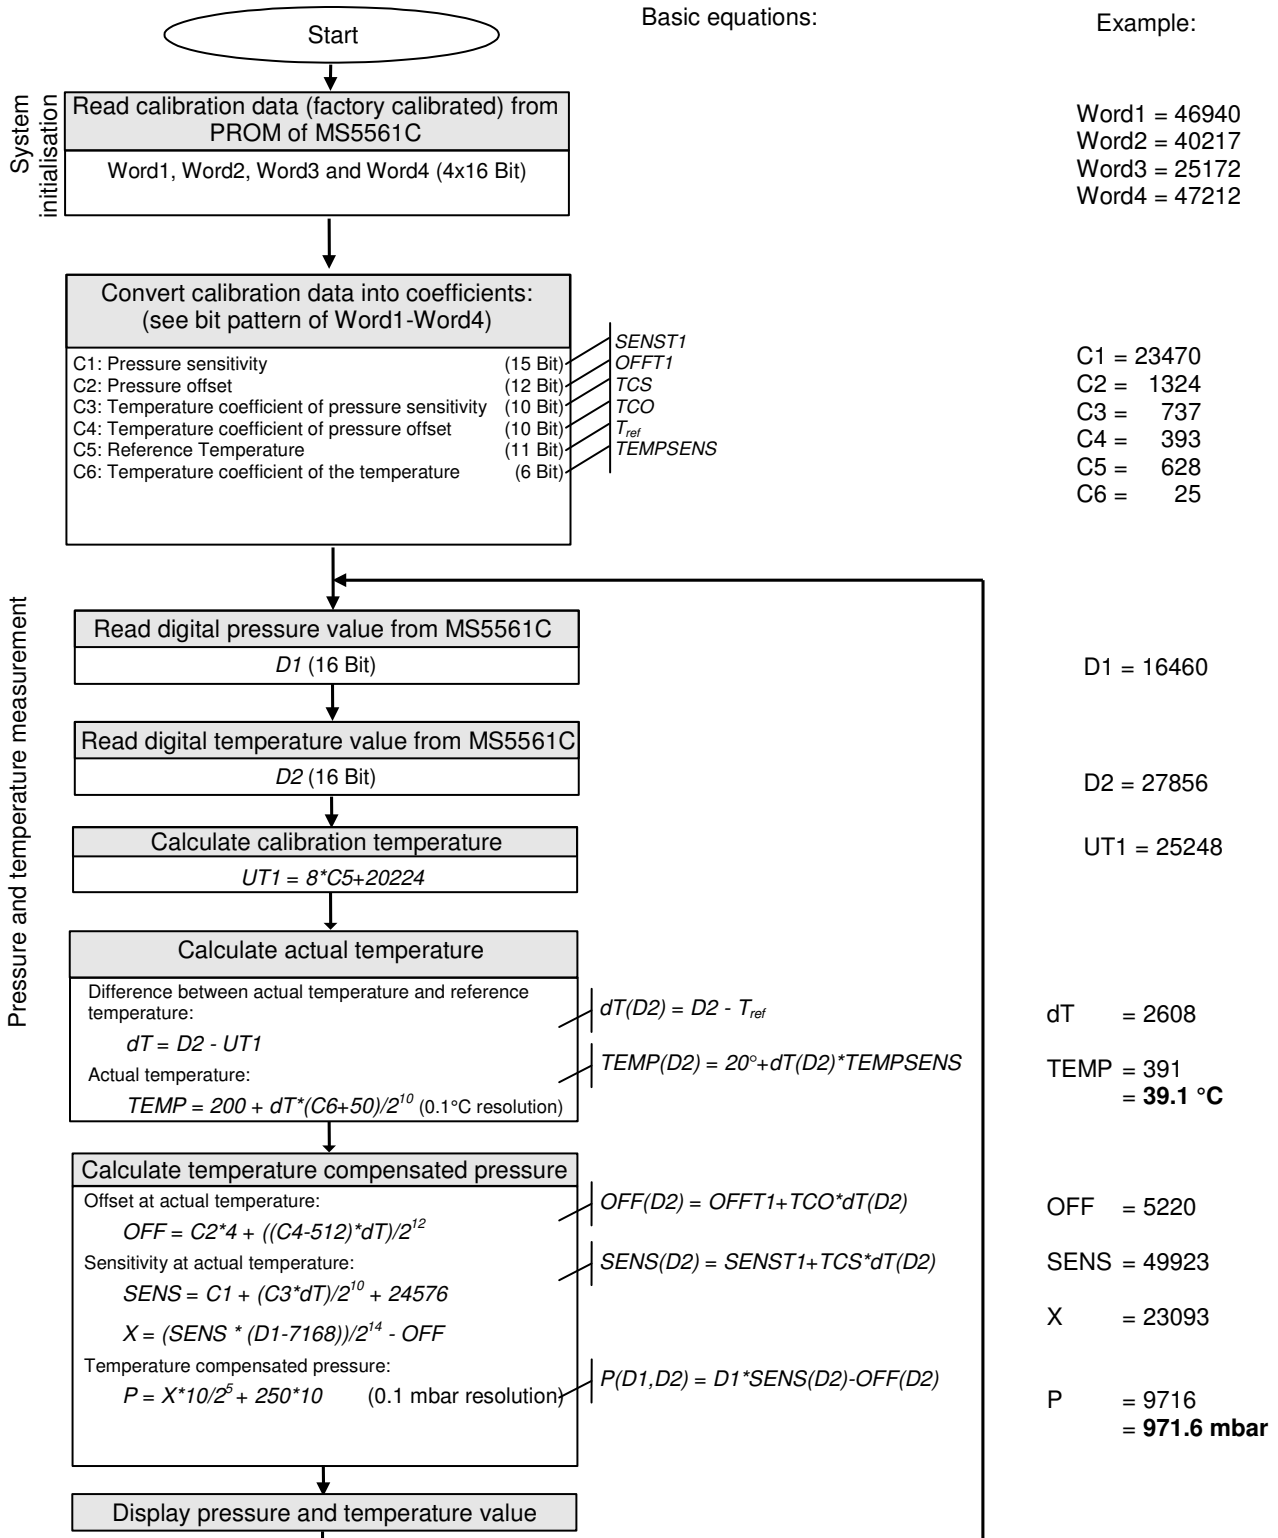 Start
Basic equations:
Example:
System
initialisation
Read calibration data (factory calibrated) from
PROM of MS5561C
Word1, Word2, Word3 and Word4 (4x16 Bit)
Word1 = 46940
Word2 = 40217
Word3 = 25172
Word4 = 47212
Convert calibration data into coefficients:
(see bit pattern of Word1-Word4)
C1: Pressure sensitivity (15 Bit) SENST1
C2: Pressure offset (12 Bit) OFFT1
C3: Temperature coefficient of pressure sensitivity (10 Bit) TCS
C4: Temperature coefficient of pressure offset (10 Bit) TCO
C5: Reference Temperature (11 Bit) T_ref
C6: Temperature coefficient of the temperature (6 Bit) TEMPSENS
C1 = 23470
C2 = 1324
C3 = 737
C4 = 393
C5 = 628
C6 = 25
Pressure and temperature measurement
Read digital pressure value from MS5561C
D1 (16 Bit)
D1 = 16460
Read digital temperature value from MS5561C
D2 (16 Bit)
D2 = 27856
Calculate calibration temperature
UT1 = 8*C5+20224
UT1 = 25248
Calculate actual temperature
Difference between actual temperature and reference
temperature:
dT = D2 - UT1
dT(D2) = D2 - T_ref
dT = 2608
Actual temperature:
TEMP = 200 + dT*(C6+50)/2^10 (0.1°C resolution)
TEMP(D2) = 20°+dT(D2)*TEMPSENS
TEMP = 391
= 39.1 °C
Calculate temperature compensated pressure
Offset at actual temperature:
OFF = C2*4 + ((C4-512)*dT)/2^12
OFF(D2) = OFFT1+TCO*dT(D2)
OFF = 5220
Sensitivity at actual temperature:
SENS = C1 + (C3*dT)/2^10 + 24576
SENS(D2) = SENST1+TCS*dT(D2)
SENS = 49923
X = (SENS * (D1-7168))/2^14 - OFF
X = 23093
Temperature compensated pressure:
P = X*10/2^5 + 250*10 (0.1 mbar resolution)
P(D1,D2) = D1*SENS(D2)-OFF(D2)
P = 9716
= 971.6 mbar
Display pressure and temperature value